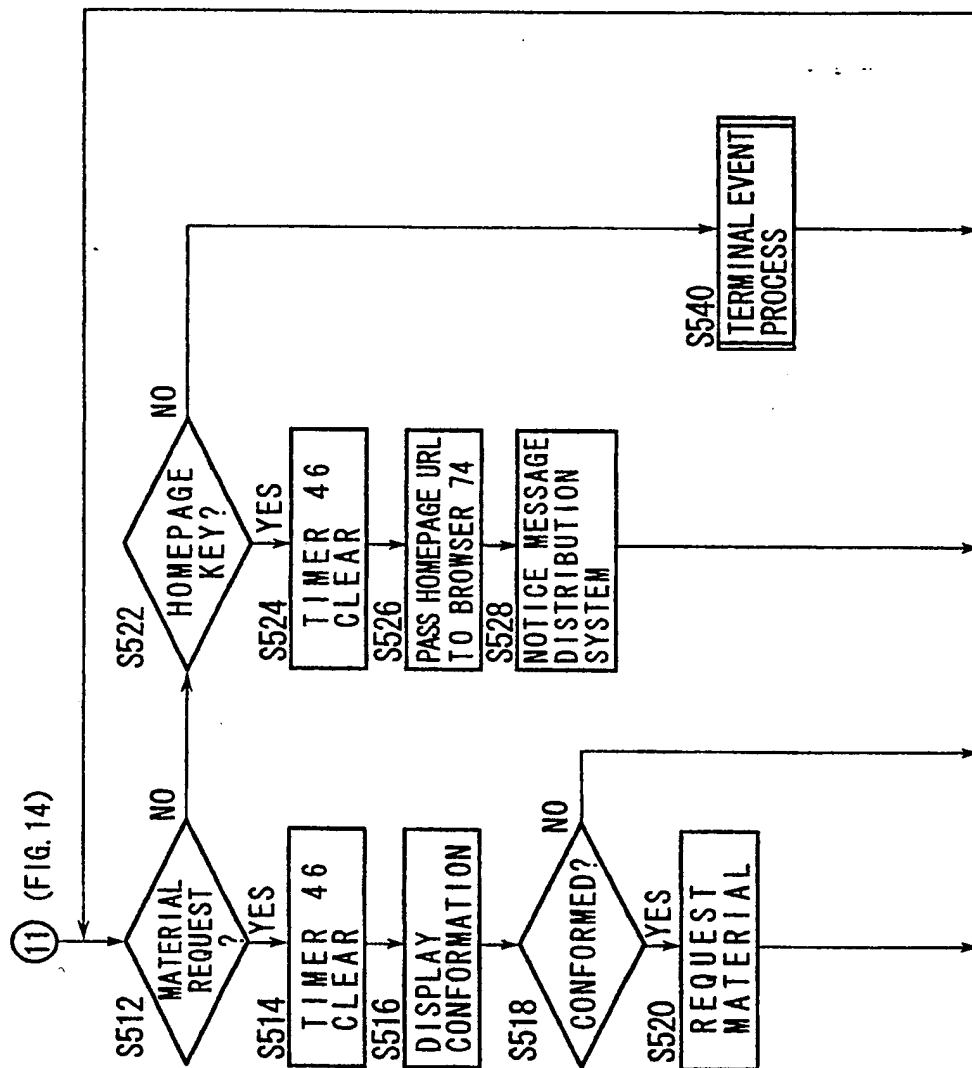 11 (FIG. 14)
S512
MATERIAL
REQUEST
?
NO
YES
S514
TIMER 46
CLEAR
S516
DISPLAY
CONFORMATION
S518
CONFORMED?
NO
YES
S520
REQUEST
MATERIAL
S522
HOMEPAGE
KEY?
NO
YES
S524
TIMER 46
CLEAR
S526
PASS HOMEPAGE URL
TO BROWSER 74
S528
NOTICE MESSAGE
DISTRIBUTION
SYSTEM
S540
TERMINAL EVENT
PROCESS